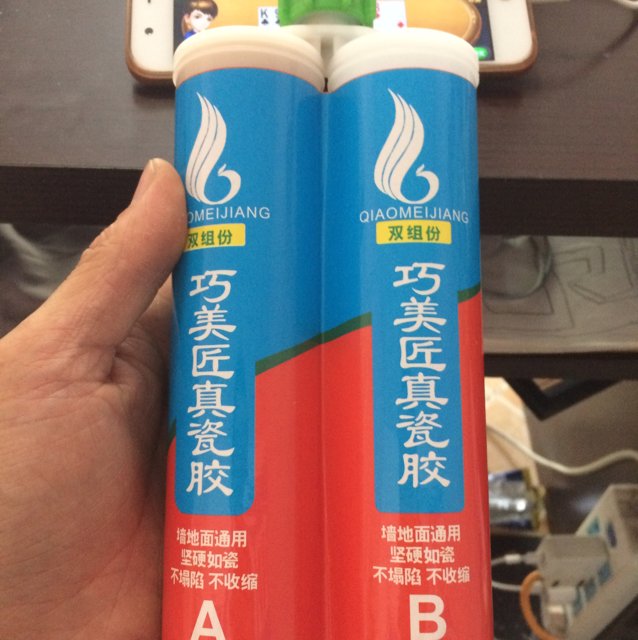 OMEIJIANG
双组份
巧美匠真瓷胶
墙地面通用
坚硬如瓷
不塌陷 不收缩
A
QIAOMEIJIANG
双组份
巧美匠真瓷胶
墙地面通用
坚硬如瓷
不塌陷 不收缩
B